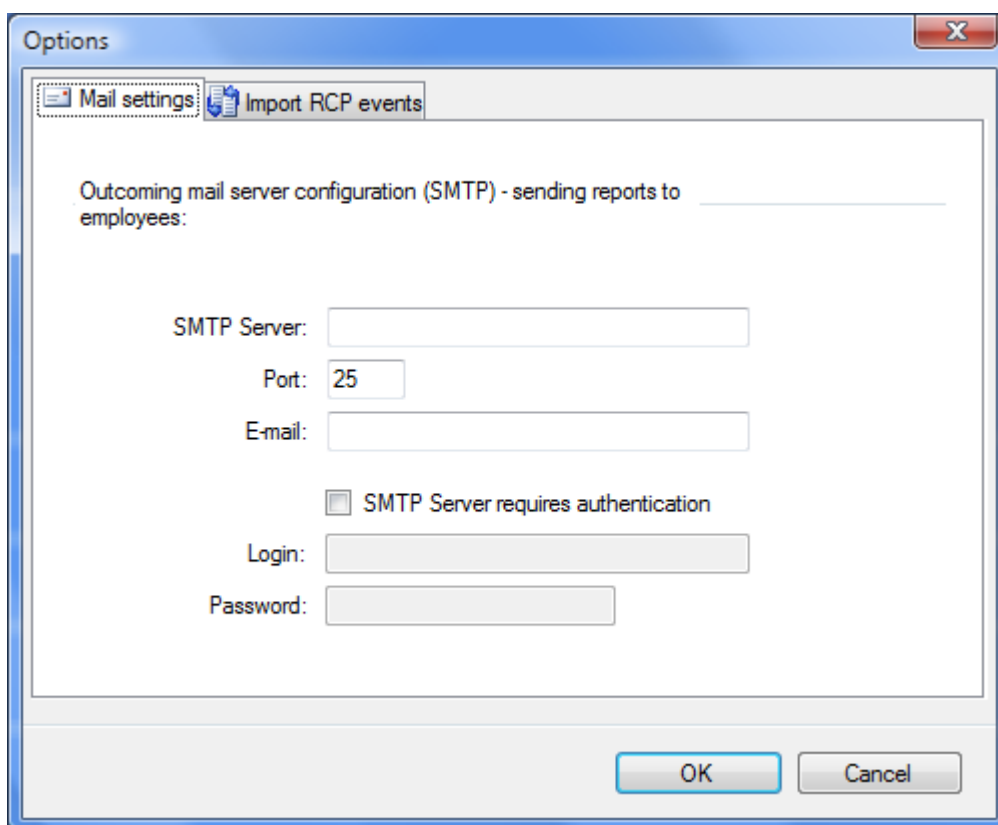 Options
Mail settings
Import RCP events
Outcoming mail server configuration (SMTP) - sending reports to
employees:
SMTP Server:
Port: 25
E-mail:
SMTP Server requires authentication
Login:
Password:
OK
Cancel